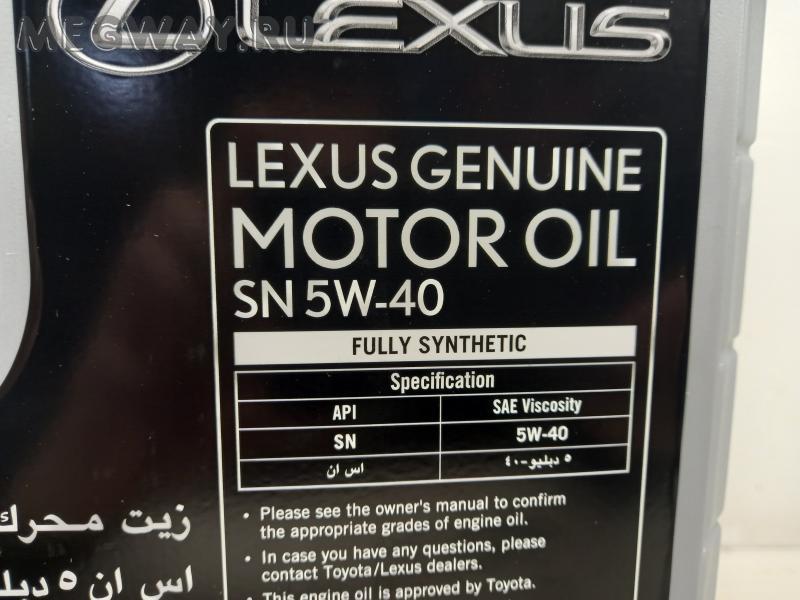 MEGWAY.RU
LEXUS
LEXUS GENUINE
MOTOR OIL
SN 5W-40
FULLY SYNTHETIC
Specification
API SAE Viscosity
SN 5W-40
اس ان ٥ دبليو-٤٠
• Please see the owner's manual to confirm
the appropriate grades of engine oil.
• In case you have any questions, please
contact Toyota/Lexus dealers.
• This engine oil is approved by Toyota.
زيت محرك
اس ان ٥